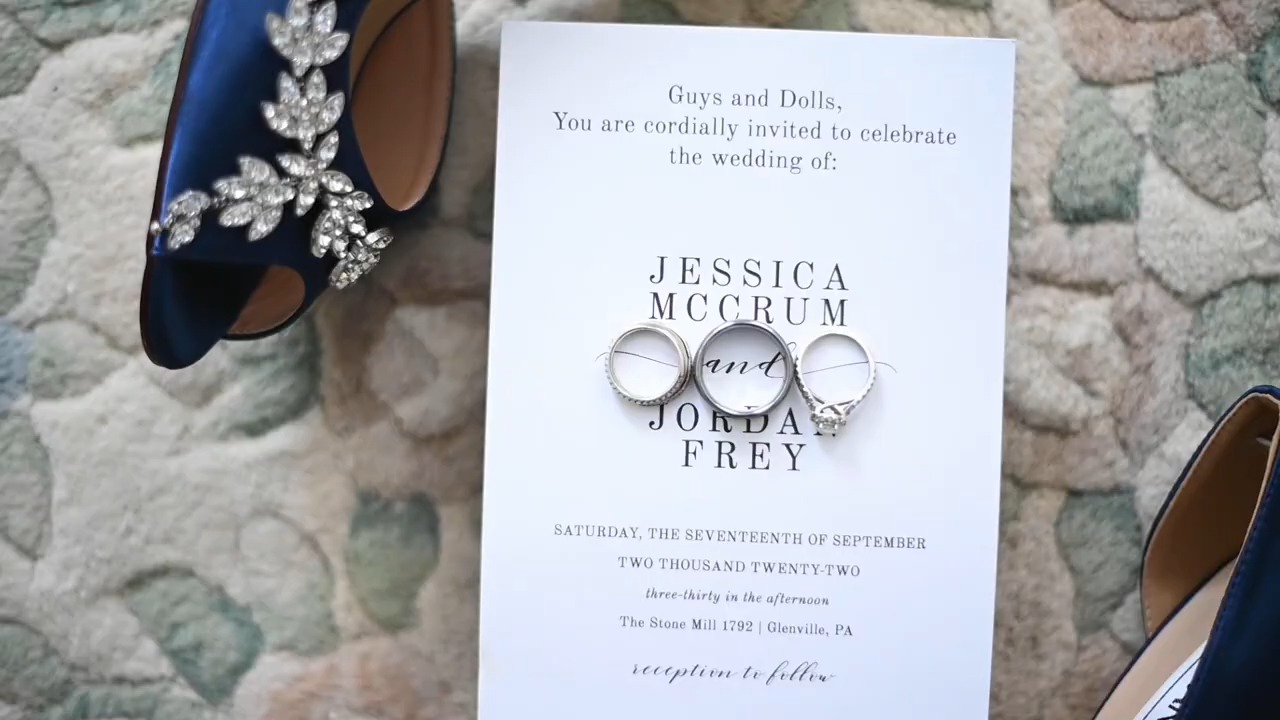 Guys and Dolls,
You are cordially invited to celebrate
the wedding of:
JESSICA
MCCRUM
and
JORDAN
FREY
SATURDAY, THE SEVENTEENTH OF SEPTEMBER
TWO THOUSAND TWENTY-TWO
three-thirty in the afternoon
The Stone Mill 1792 | Glenville, PA
reception to follow